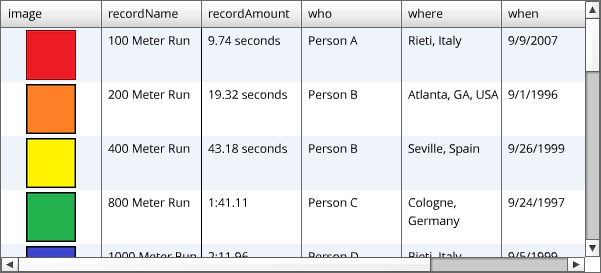 image recordName recordAmount who where when
100 Meter Run 9.74 seconds Person A Rieti, Italy 9/9/2007
200 Meter Run 19.32 seconds Person B Atlanta, GA, USA 9/1/1996
400 Meter Run 43.18 seconds Person B Seville, Spain 9/26/1999
800 Meter Run 1:41.11 Person C Cologne, 9/24/1997
Germany
1000 Meter Run 2:11.96 Person D Rieti, Italy 9/5/1999